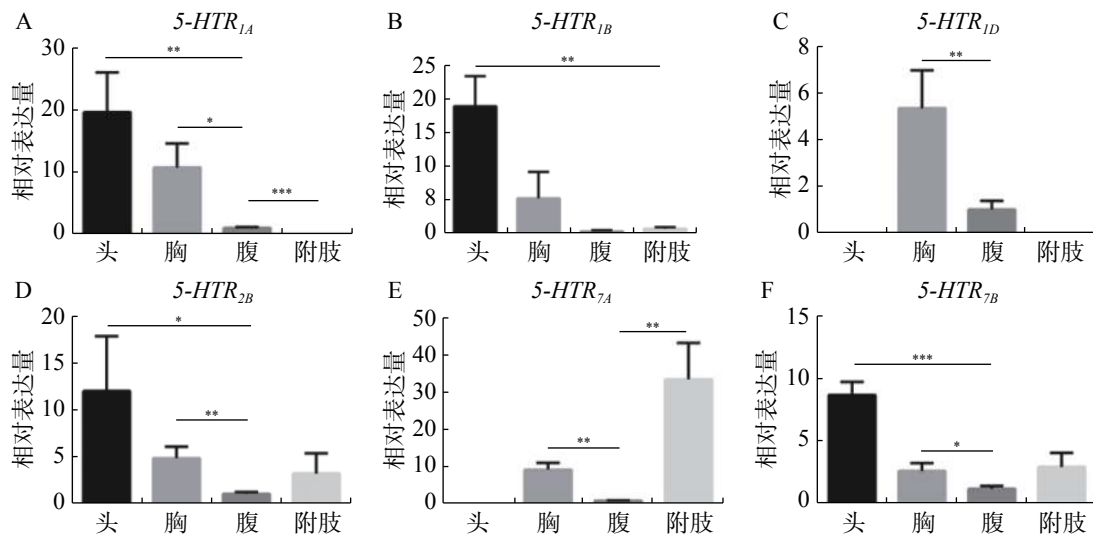 A 5-HTR1A
相对表达量
30
20
10
0
** * ***
头 胸 腹 附肢
B 5-HTR1B
相对表达量
25
20
15
8
0
**
头 胸 腹 附肢
C 5-HTR1D
相对表达量
8
6
4
2
0
**
头 胸 腹 附肢
D 5-HTR2B
相对表达量
20
15
10
5
0
* **
头 胸 腹 附肢
E 5-HTR7A
相对表达量
50
40
30
20
10
0
** **
头 胸 腹 附肢
F 5-HTR7B
相对表达量
15
10
5
0
*** *
头 胸 腹 附肢